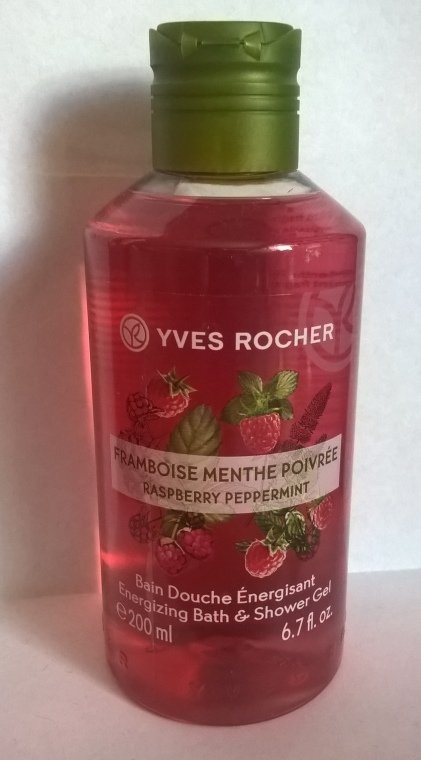 YVES ROCHER
FRAMBOISE MENTHE POIVRÉE
RASPBERRY PEPPERMINT
Bain Douche Énergisant
Energizing Bath & Shower Gel
℮200 ml 6.7 fl. oz.